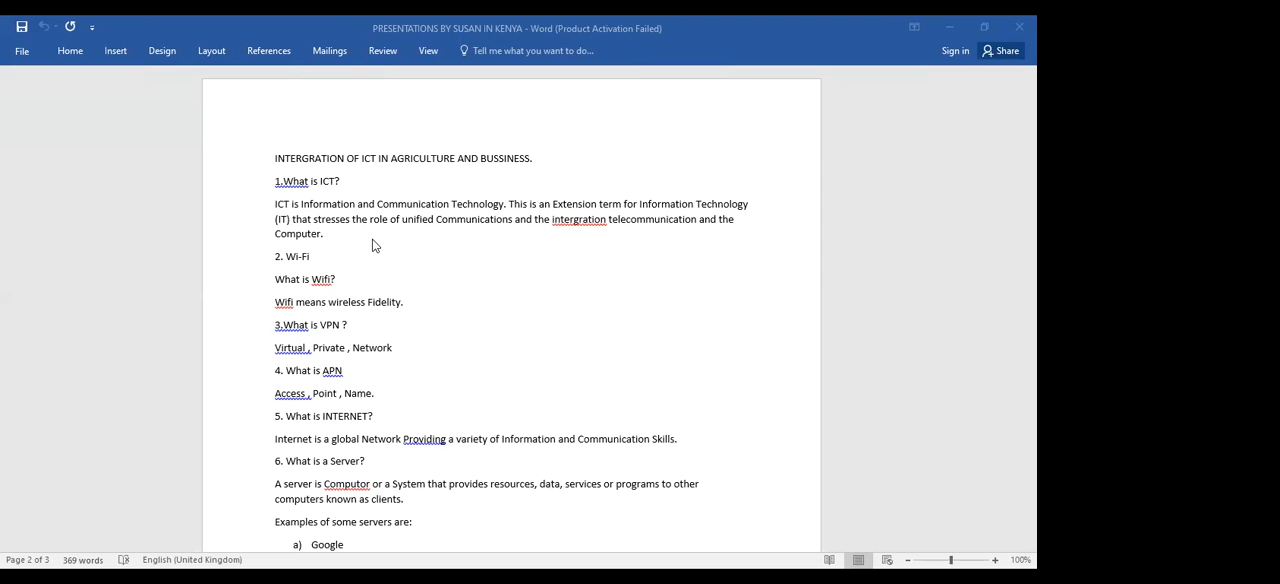 PRESENTATIONS BY SUSAN IN KENYA - Word (Product Activation Failed)
File Home Insert Design Layout References Mailings Review View Tell me what you want to do... Sign in Share
INTERGRATION OF ICT IN AGRICULTURE AND BUSSINESS.
1.What is ICT?
ICT is Information and Communication Technology. This is an Extension term for Information Technology
(IT) that stresses the role of unified Communications and the intergration telecommunication and the
Computer.
2. Wi-Fi
What is Wifi?
Wifi means wireless Fidelity.
3.What is VPN ?
Virtual , Private , Network
4. What is APN
Access , Point , Name.
5. What is INTERNET?
Internet is a global Network Providing a variety of Information and Communication Skills.
6. What is a Server?
A server is Computor or a System that provides resources, data, services or programs to other
computers known as clients.
Examples of some servers are:
a) Google
Page 2 of 3 369 words English (United Kingdom) 100%